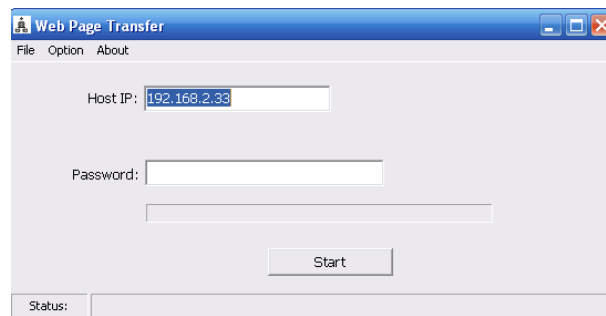 Web Page Transfer
File Option About
Host IP: 192.168.2.33
Password:
Start
Status: